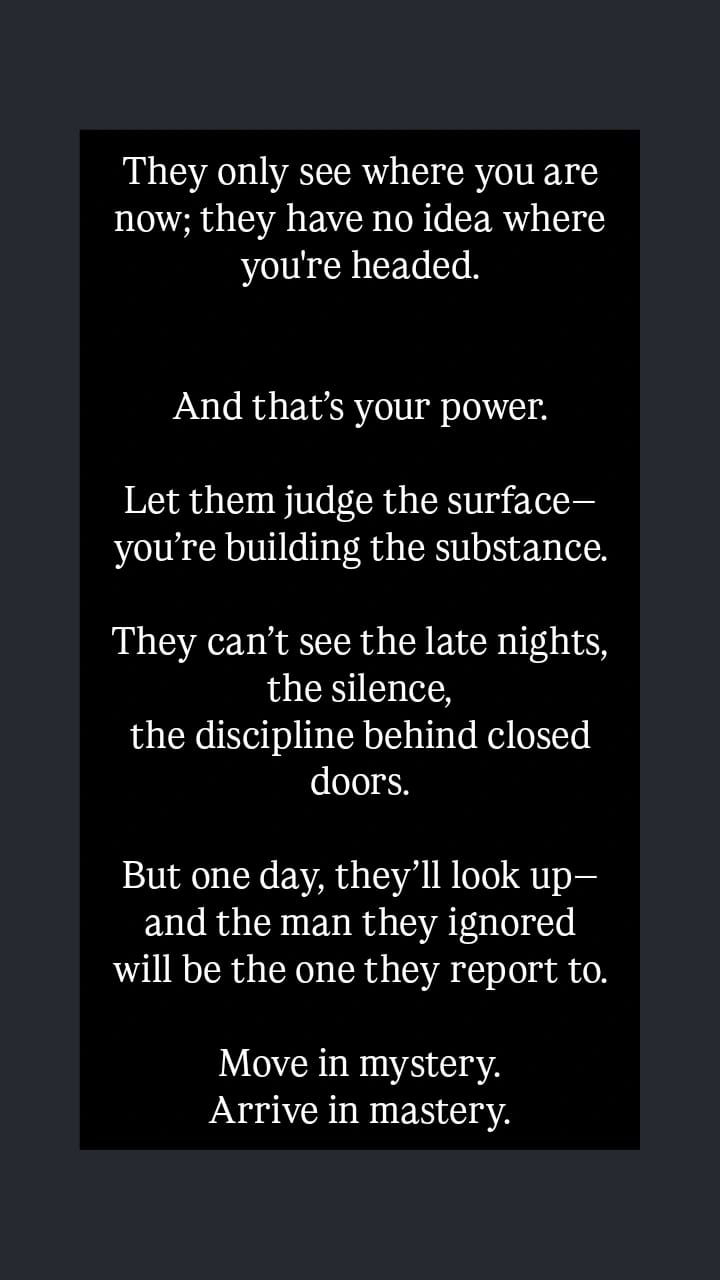 They only see where you are
now; they have no idea where
you're headed.
And that’s your power.
Let them judge the surface—
you’re building the substance.
They can’t see the late nights,
the silence,
the discipline behind closed
doors.
But one day, they’ll look up—
and the man they ignored
will be the one they report to.
Move in mystery.
Arrive in mastery.